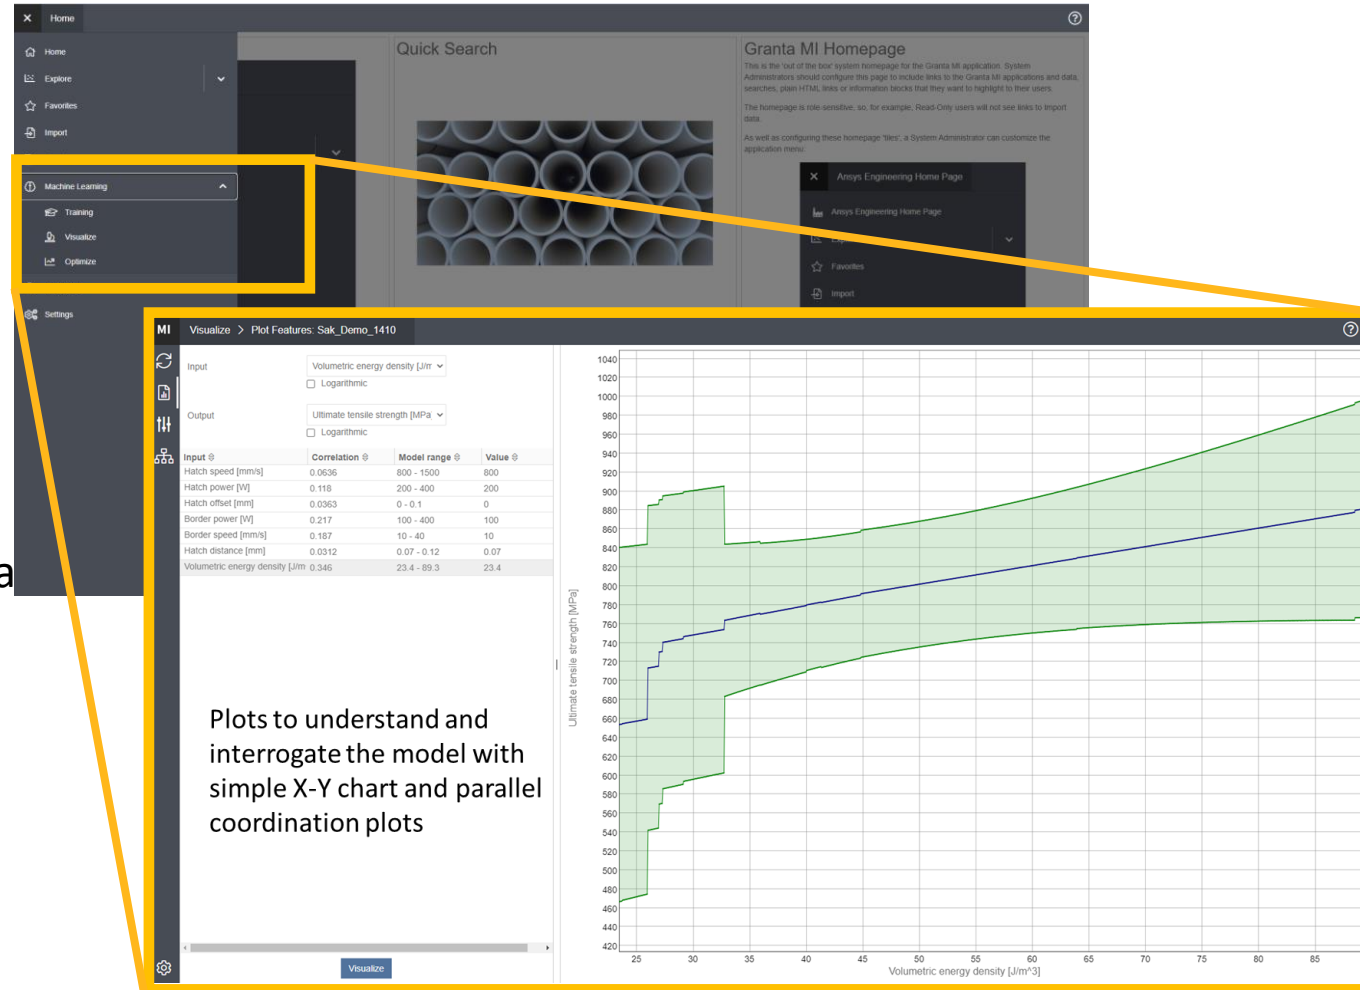 Home
Home
Explore
Favorites
Import
Machine Learning
Training
Visualize
Optimize
Settings
Quick Search
Granta MI Homepage
This is the 'out of the box' system homepage for the Granta MI application. System
Administrators should configure this page to include links to the Granta MI applications and data,
searches, plain HTML links or information blocks that they want to highlight to their users.
The homepage is role-sensitive, so, for example, Read-Only users will not see links to Import
data.
As well as configuring these homepage 'tiles', a System Administrator can customize the
application menu.
Ansys Engineering Home Page
Ansys Engineering Home Page
Favorites
Import
a
MI Visualize > Plot Features: Sak_Demo_1410
Input Volumetric energy density [J/m
Logarithmic
Output Ultimate tensile strength [MPa]
Logarithmic
Input Correlation Model range Value
Hatch speed [mm/s] 0.0636 800 - 1500 800
Hatch power [W] 0.118 200 - 400 200
Hatch offset [mm] 0.0363 0 - 0.1 0
Border power [W] 0.217 100 - 400 100
Border speed [mm/s] 0.187 10 - 40 10
Hatch distance [mm] 0.0312 0.07 - 0.12 0.07
Volumetric energy density [J/m 0.346 23.4 - 89.3 23.4
Plots to understand and
interrogate the model with
simple X-Y chart and parallel
coordination plots
Visualize
1040
1020
1000
980
960
940
920
900
880
860
840
820
800
780
760
740
720
700
680
660
640
620
600
580
560
540
520
500
480
460
440
420
Ultimate tensile strength [MPa]
25 30 35 40 45 50 55 60 65 70 75 80 85
Volumetric energy density [J/m^3]